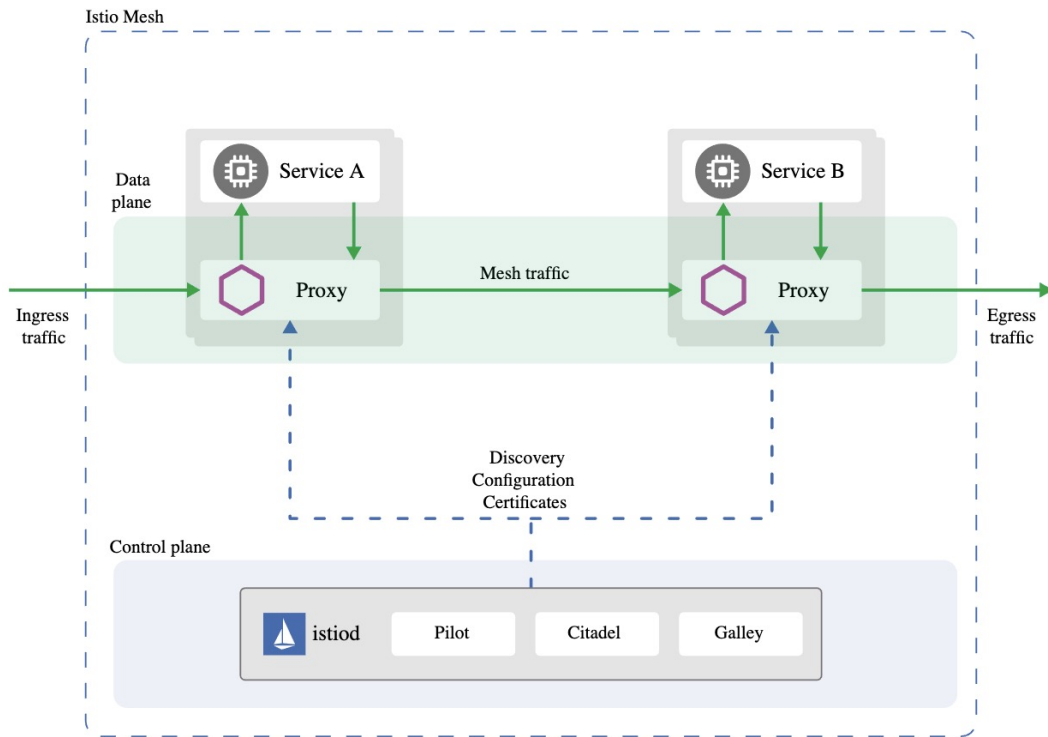 Istio Mesh
Data
plane
Service A
Service B
Proxy
Mesh traffic
Proxy
Ingress
traffic
Egress
traffic
Discovery
Configuration
Certificates
Control plane
istiod
Pilot
Citadel
Galley